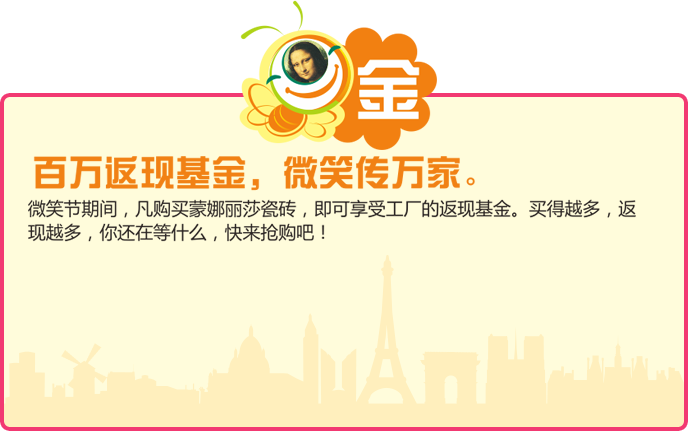 金
百万返现基金，微笑传万家。
微笑节期间，凡购买蒙娜丽莎瓷砖，即可享受工厂的返现基金。买得越多，返
现越多，你还在等什么，快来抢购吧！